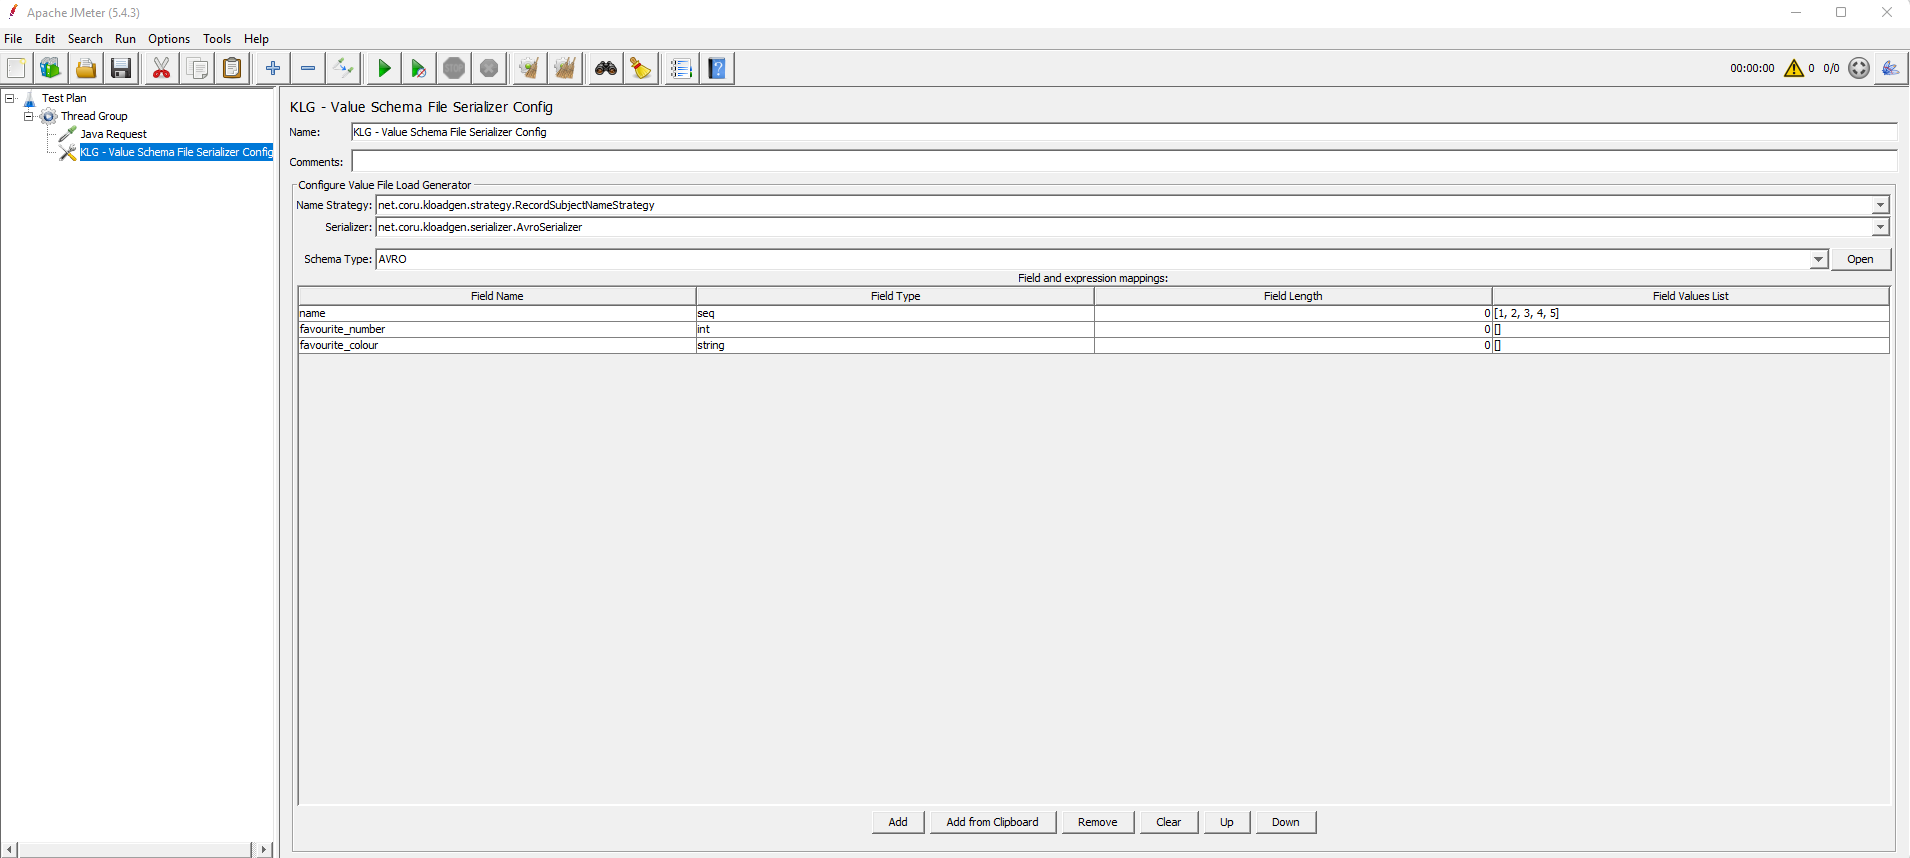 Apache JMeter (5.4.3)
File Edit Search Run Options Tools Help
STOP 00:00:00 0 0/0
Test Plan
Thread Group
Java Request
KLG - Value Schema File Serializer Config
KLG - Value Schema File Serializer Config
Name: KLG - Value Schema File Serializer Config
Comments:
Configure Value File Load Generator
Name Strategy: net.coru.kloadgen.strategy.RecordSubjectNameStrategy
Serializer: net.coru.kloadgen.serializer.AvroSerializer
Schema Type: AVRO Open
Field and expression mappings:
Field Name Field Type Field Length Field Values List
name seq 0 [1, 2, 3, 4, 5]
favourite_number int 0 []
favourite_colour string 0 []
Add Add from Clipboard Remove Clear Up Down